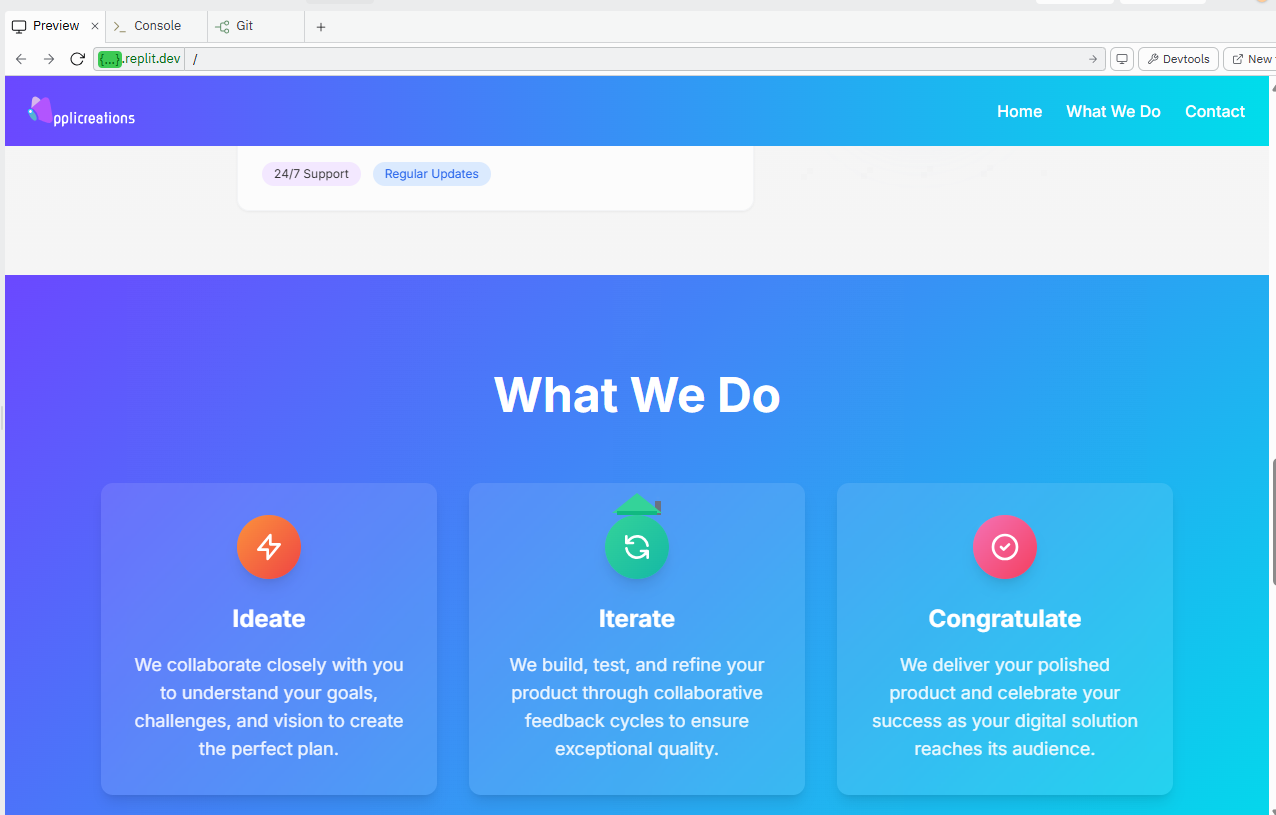 Preview
Console
Git
{...}.replit.dev /
Devtools
New
pplicreations
Home
What We Do
Contact
24/7 Support
Regular Updates
What We Do
Ideate
We collaborate closely with you
to understand your goals,
challenges, and vision to create
the perfect plan.
Iterate
We build, test, and refine your
product through collaborative
feedback cycles to ensure
exceptional quality.
Congratulate
We deliver your polished
product and celebrate your
success as your digital solution
reaches its audience.